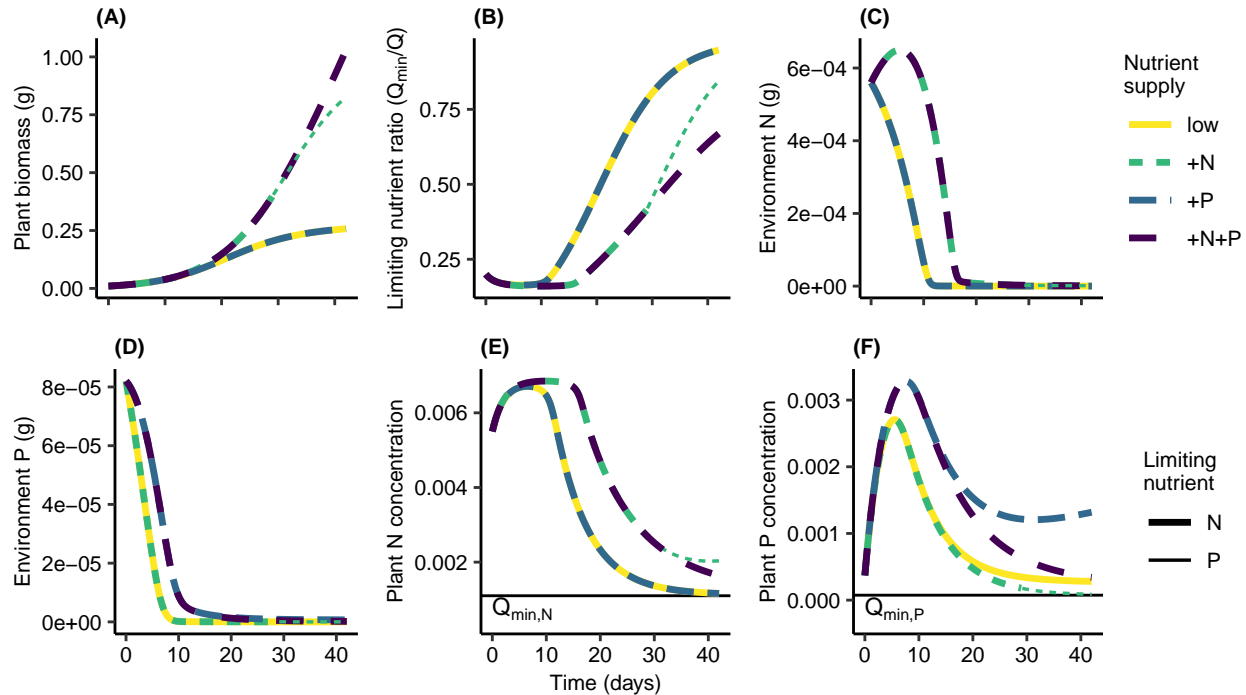 (A)
(B)
(C)
Plant biomass (g)
1.00
0.75
0.50
0.25
0.00
Limiting nutrient ratio (Qmin/Q)
0.75
0.50
0.25
Environment N (g)
6e−04
4e−04
2e−04
0e+00
Nutrient
supply
low
+N
+P
+N+P
(D)
(E)
(F)
Environment P (g)
8e−05
6e−05
4e−05
2e−05
0e+00
0 10 20 30 40
Plant N concentration
0.006
0.004
0.002
Qmin,N
0 10 20 30 40
Time (days)
Plant P concentration
0.003
0.002
0.001
0.000
Qmin,P
0 10 20 30 40
Limiting
nutrient
N
P